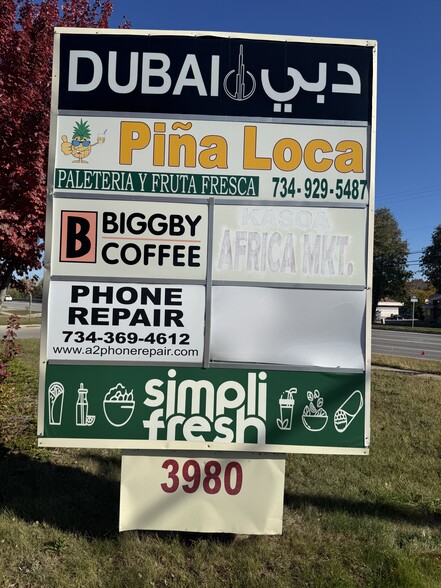 DUBAI دبي
Piña Loca
PALETERIA Y FRUTA FRESCA
734-929-5487
B BIGGBY
COFFEE
KASOA
AFRICA MKT.
PHONE
REPAIR
734-369-4612
www.a2phonerepair.com
simpli
fresh
3980